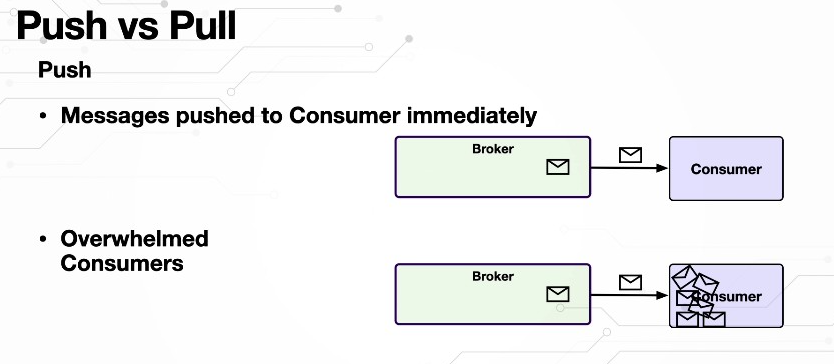 Push vs Pull
Push
• Messages pushed to Consumer immediately
Broker
Consumer
• Overwhelmed
Consumers
Broker
Consumer